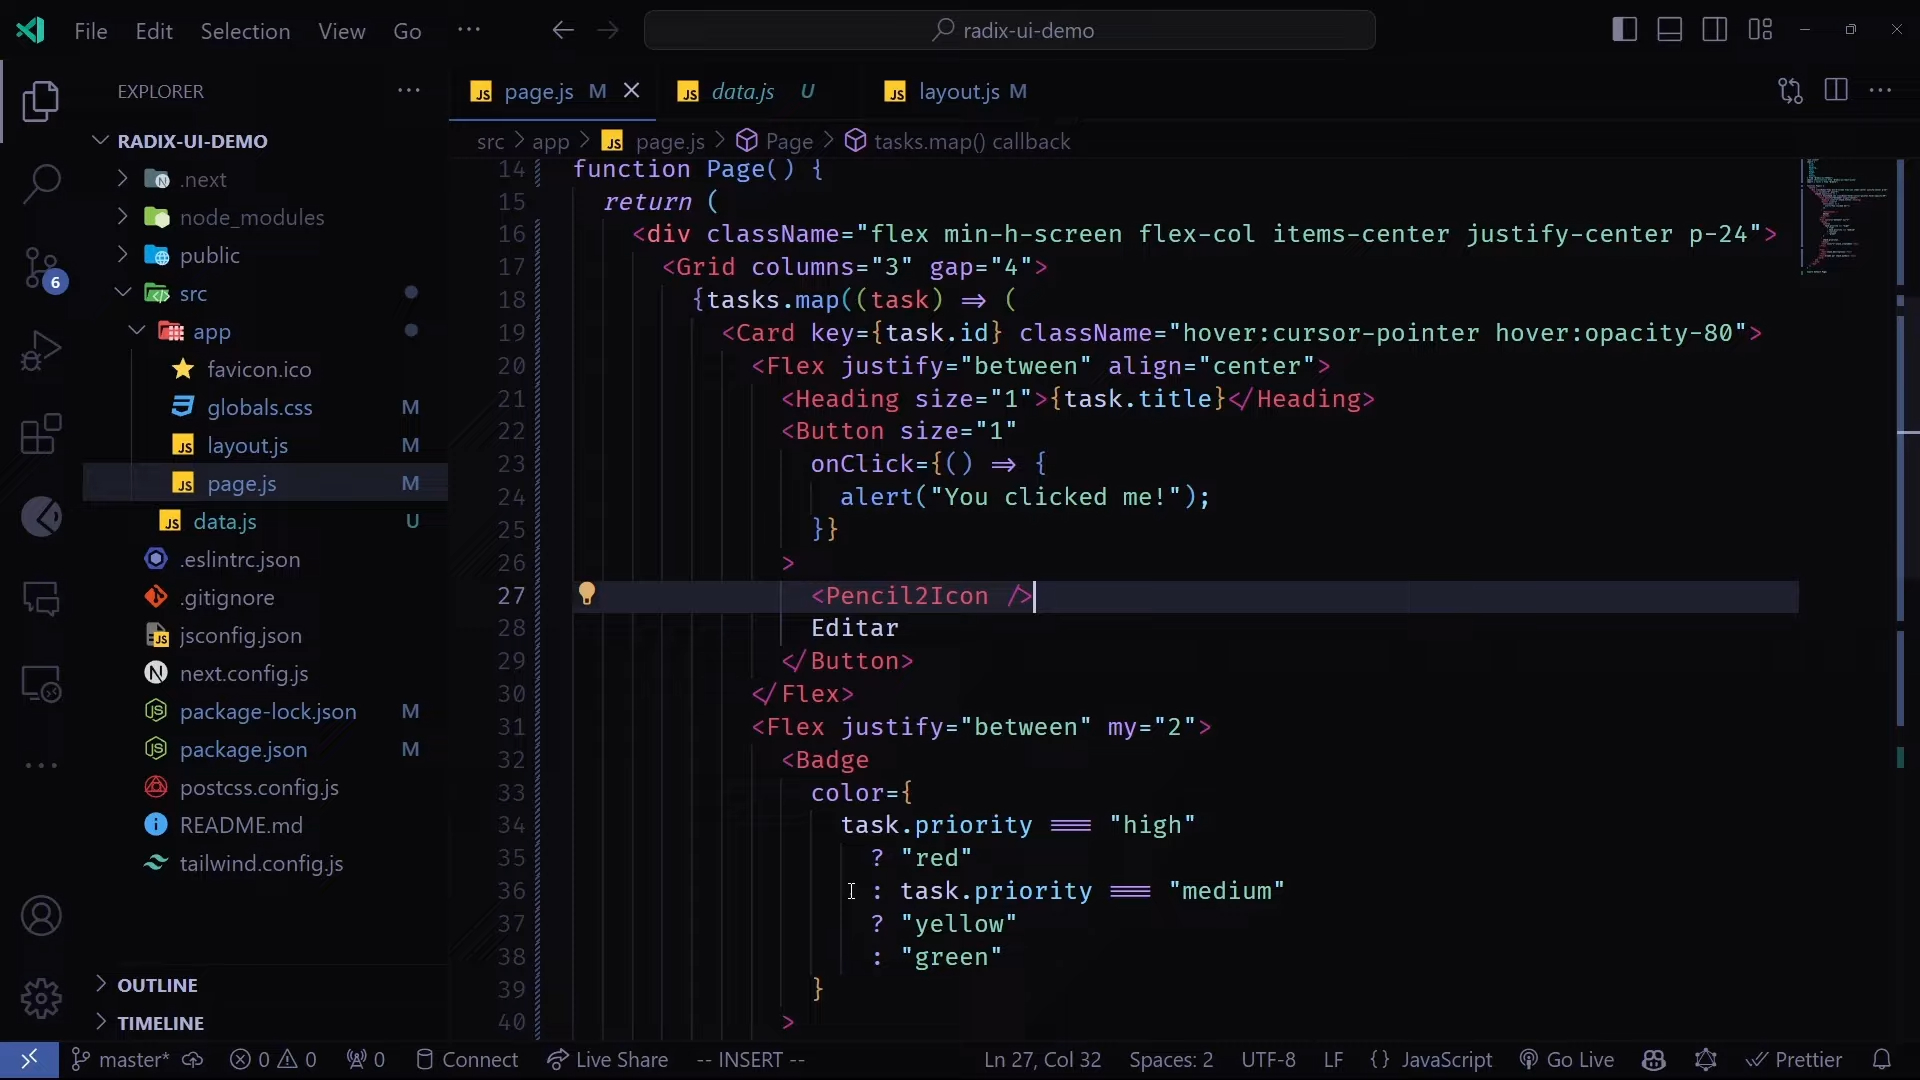 File Edit Selection View Go ···
radix-ui-demo
EXPLORER ···
RADIX-UI-DEMO
.next
node_modules
public
src
app
favicon.ico
globals.css M
layout.js M
page.js M
data.js U
.eslintrc.json
.gitignore
jsconfig.json
next.config.js
package-lock.json M
package.json M
postcss.config.js
README.md
tailwind.config.js
OUTLINE
TIMELINE
6
page.js M
data.js U
layout.js M
src > app > page.js > Page > tasks.map() callback
14 function Page() {
15 return (
16 <div className="flex min-h-screen flex-col items-center justify-center p-24">
17 <Grid columns="3" gap="4">
18 {tasks.map((task) => (
19 <Card key={task.id} className="hover:cursor-pointer hover:opacity-80">
20 <Flex justify="between" align="center">
21 <Heading size="1">{task.title}</Heading>
22 <Button size="1"
23 onClick={() => {
24 alert("You clicked me!");
25 }}
26 >
27 <Pencil2Icon />
28 Editar
29 </Button>
30 </Flex>
31 <Flex justify="between" my="2">
32 <Badge
33 color={
34 task.priority === "high"
35 ? "red"
36 : task.priority === "medium"
37 ? "yellow"
38 : "green"
39 }
40 >
master* 0 0 0 Connect Live Share -- INSERT -- Ln 27, Col 32 Spaces: 2 UTF-8 LF {} JavaScript Go Live Prettier